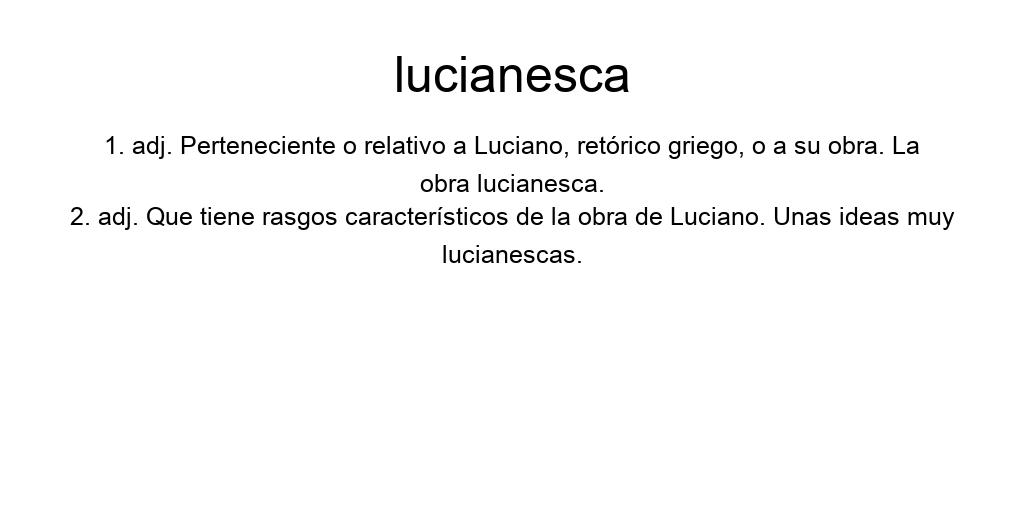 lucianesca
1. adj. Perteneciente o relativo a Luciano, retórico griego, o a su obra. La
obra lucianesca.
2. adj. Que tiene rasgos característicos de la obra de Luciano. Unas ideas muy
lucianescas.